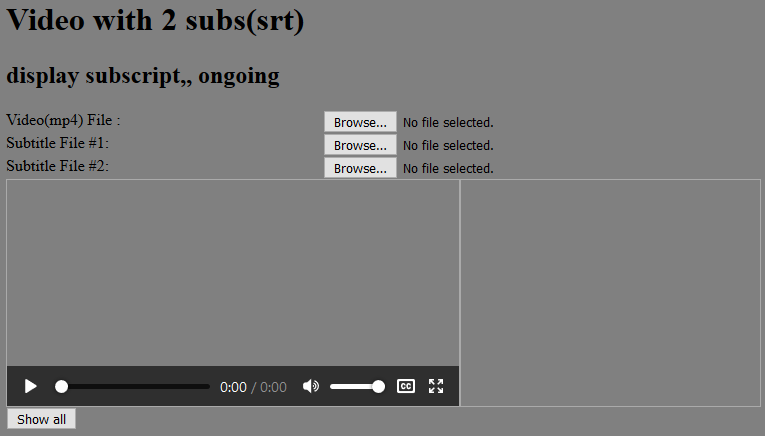 Video with 2 subs(srt)
display subscript,, ongoing
Video(mp4) File : Browse... No file selected.
Subtitle File #1: Browse... No file selected.
Subtitle File #2: Browse... No file selected.
0:00 / 0:00 CC
Show all